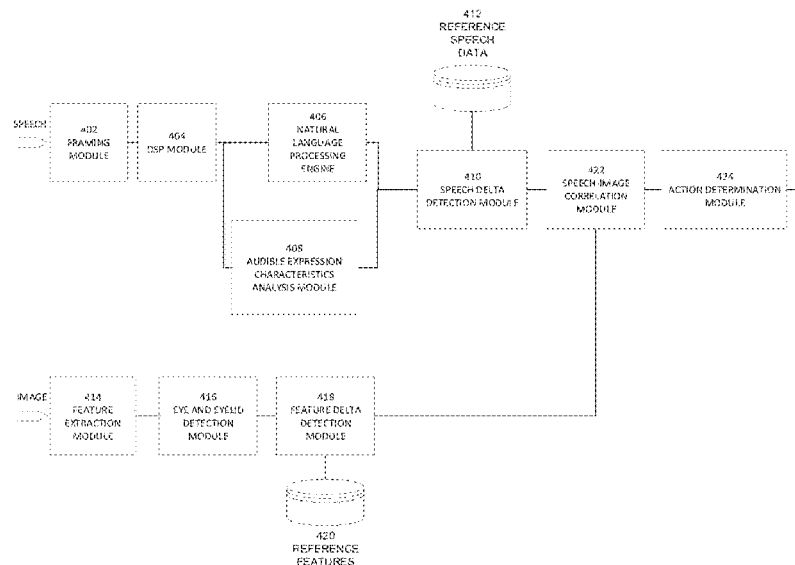 412
REFERENCE
SPEECH
DATA
SPEECH
402
FRAMING
MODULE
404
DSP MODULE
406
NATURAL
LANGUAGE
PROCESSING
ENGINE
410
SPEECH DELTA
DETECTION MODULE
422
SPEECH-IMAGE
CORRELATION
MODULE
424
ACTION DETERMINATION
MODULE
408
AUDIBLE EXPRESSION
CHARACTERISTICS
ANALYSIS MODULE
IMAGE
414
FEATURE
EXTRACTION
MODULE
416
EYE AND EYELID
DETECTION
MODULE
418
FEATURE DELTA
DETECTION
MODULE
420
REFERENCE
FEATURES